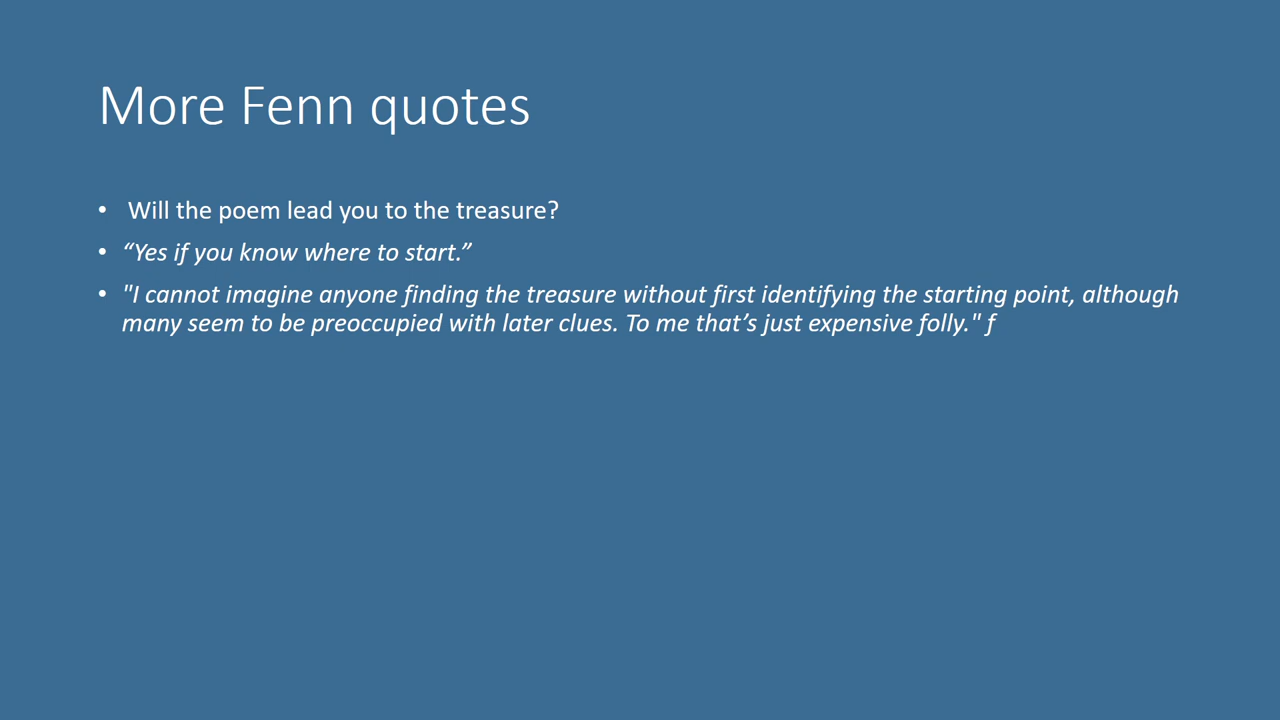 More Fenn quotes
• Will the poem lead you to the treasure?
• “Yes if you know where to start.”
• "I cannot imagine anyone finding the treasure without first identifying the starting point, although
many seem to be preoccupied with later clues. To me that’s just expensive folly." f